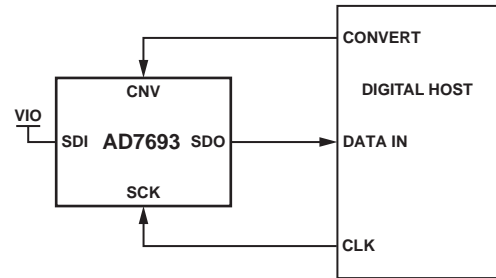 CONVERT
CNV
DIGITAL HOST
VIO
SDI AD7693 SDO
DATA IN
SCK
CLK